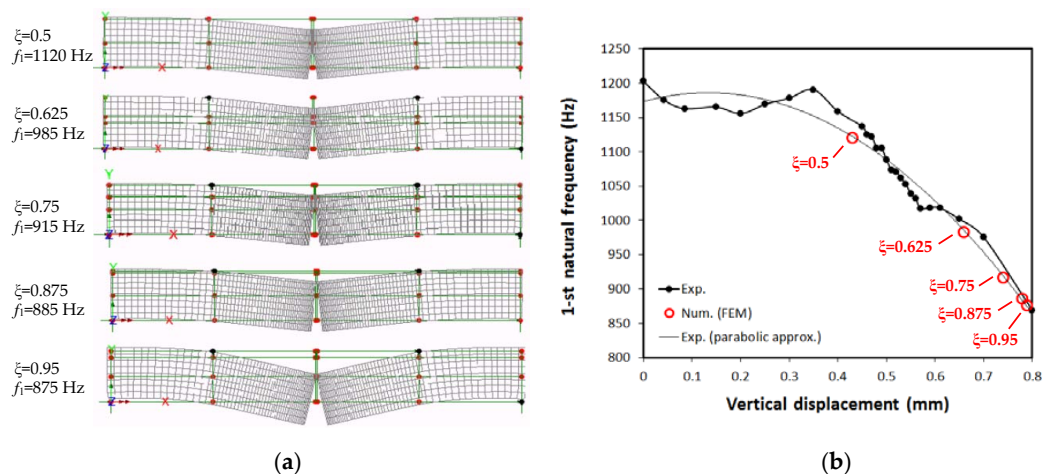 ξ=0.5
f₁=1120 Hz
ξ=0.625
f₁=985 Hz
ξ=0.75
f₁=915 Hz
ξ=0.875
f₁=885 Hz
ξ=0.95
f₁=875 Hz
X
Z
X
Z
Y
X
Z
Y
X
Z
X
Z
(a)
1-st natural frequency (Hz)
1250
1200
1150
1100
1050
1000
950
900
850
800
ξ=0.5
ξ=0.625
ξ=0.75
ξ=0.875
ξ=0.95
Exp.
Num. (FEM)
Exp. (parabolic approx.)
0 0.1 0.2 0.3 0.4 0.5 0.6 0.7 0.8
Vertical displacement (mm)
(b)